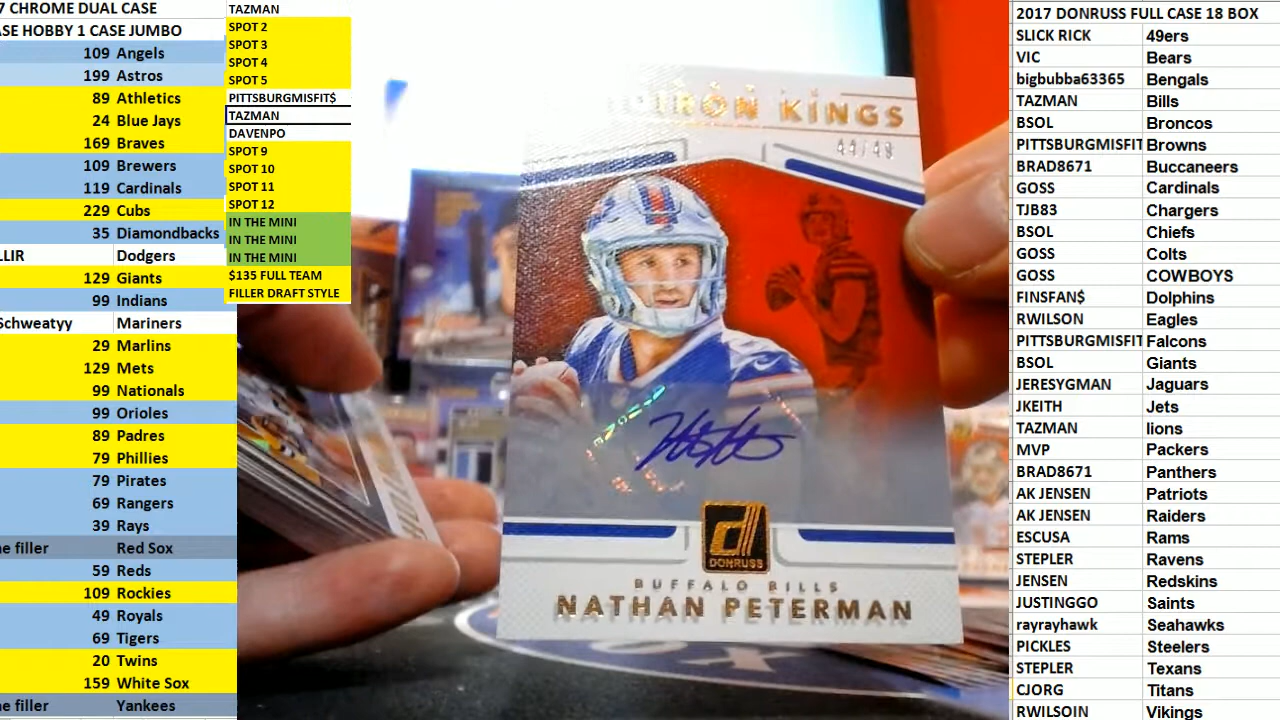 7 CHROME DUAL CASE
ASE HOBBY 1 CASE JUMBO
109 Angels
199 Astros
89 Athletics
24 Blue Jays
169 Braves
109 Brewers
119 Cardinals
229 Cubs
35 Diamondbacks
LLIR Dodgers
129 Giants
99 Indians
Schweatyy Mariners
29 Marlins
129 Mets
99 Nationals
99 Orioles
89 Padres
79 Phillies
79 Pirates
69 Rangers
39 Rays
ne filler Red Sox
59 Reds
109 Rockies
49 Royals
69 Tigers
20 Twins
159 White Sox
ne filler Yankees
TAZMAN
SPOT 2
SPOT 3
SPOT 4
SPOT 5
PITTSBURGMISFIT$
TAZMAN
DAVENPO
SPOT 9
SPOT 10
SPOT 11
SPOT 12
IN THE MINI
IN THE MINI
IN THE MINI
$135 FULL TEAM
FILLER DRAFT STYLE
KINGS
44/48
DONRUSS
BUFFALO BILLS
NATHAN PETERMAN
2017 DONRUSS FULL CASE 18 BOX
SLICK RICK 49ers
VIC Bears
bigbubba63365 Bengals
TAZMAN Bills
BSOL Broncos
PITTSBURGMISFIT Browns
BRAD8671 Buccaneers
GOSS Cardinals
TJB83 Chargers
BSOL Chiefs
GOSS Colts
GOSS COWBOYS
FINSFAN$ Dolphins
RWILSON Eagles
PITTSBURGMISFIT Falcons
BSOL Giants
JERESYGMAN Jaguars
JKEITH Jets
TAZMAN lions
MVP Packers
BRAD8671 Panthers
AK JENSEN Patriots
AK JENSEN Raiders
ESCUSA Rams
STEPLER Ravens
JENSEN Redskins
JUSTINGGO Saints
rayrayhawk Seahawks
PICKLES Steelers
STEPLER Texans
CJORG Titans
RWILSOIN Vikings